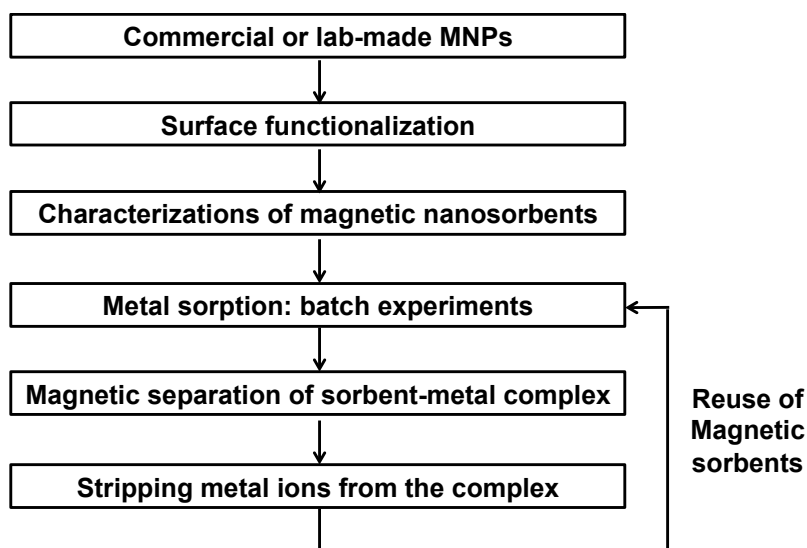 Commercial or lab-made MNPs
Surface functionalization
Characterizations of magnetic nanosorbents
Metal sorption: batch experiments
Magnetic separation of sorbent-metal complex
Stripping metal ions from the complex
Reuse of
Magnetic
sorbents